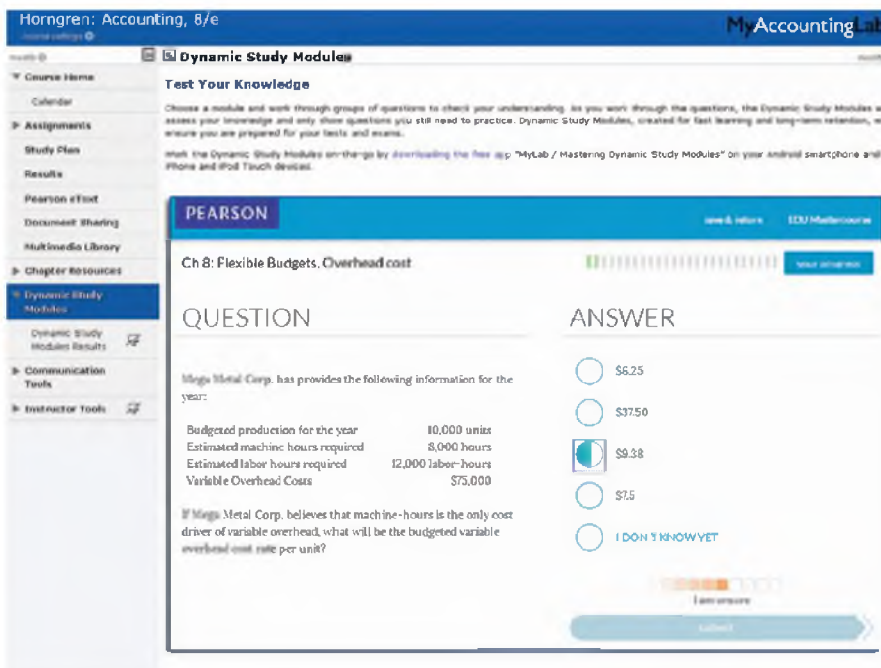 Horngren: Accounting, 8/e
MyAccountingLab
Dynamic Study Modules
Course Home
Calendar
Assignments
Study Plan
Results
Pearson eText
Document Sharing
Multimedia Library
Chapter Resources
Dynamic Study
Modules
Dynamic Study
Modules Results
Communication
Tools
Instructor Tools
Test Your Knowledge
Choose a module and work through groups of questions to check your understanding. As you work through the questions, the Dynamic Study Modules
assess your knowledge and only show questions you still need to practice. Dynamic Study Modules, created for fast learning and long-term retention,
ensure you are prepared for your tests and exams.
Work the Dynamic Study Modules on-the-go by downloading the free app "MyLab / Mastering Dynamic Study Modules" on your android smartphone and
iPhone and iPod Touch devices.
PEARSON
save & return EDU Mastercourse
Ch 8: Flexible Budgets, Overhead cost
your progress
QUESTION
Mega Metal Corp. has provides the following information for the
year:
Budgeted production for the year 10,000 units
Estimated machine hours required 8,000 hours
Estimated labor hours required 12,000 labor-hours
Variable Overhead Costs $75,000
If Mega Metal Corp. believes that machine-hours is the only cost
driver of variable overhead, what will be the budgeted variable
overhead cost rate per unit?
ANSWER
$6.25
$37.50
$9.38
$7.5
I DON'T KNOW YET
I am unsure
submit